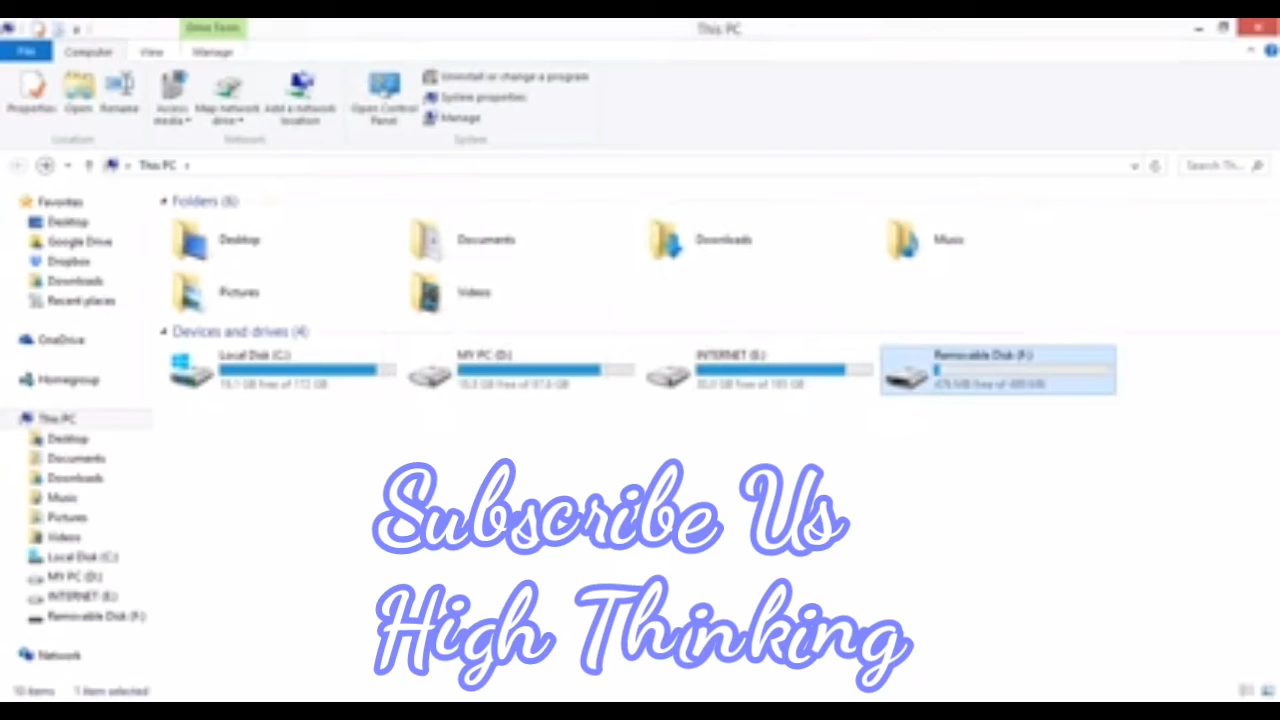 Drive Tools
This PC
File Computer View Manage
Properties Open Rename Access media Map network drive Add a network location Open Control Panel
Uninstall or change a program
System properties
Manage
Location Network System
This PC
Search Th...
Favorites
Desktop
Google Drive
Dropbox
Downloads
Recent places
OneDrive
Homegroup
This PC
Desktop
Documents
Downloads
Music
Pictures
Videos
Local Disk (C:)
MY PC (D:)
INTERNET (E:)
Removable Disk (F:)
Network
Folders (6)
Desktop Documents Downloads Music
Pictures Videos
Devices and drives (4)
Local Disk (C:) MY PC (D:) INTERNET (E:) Removable Disk (F:)
Subscribe Us
High Thinking
10 items 1 item selected